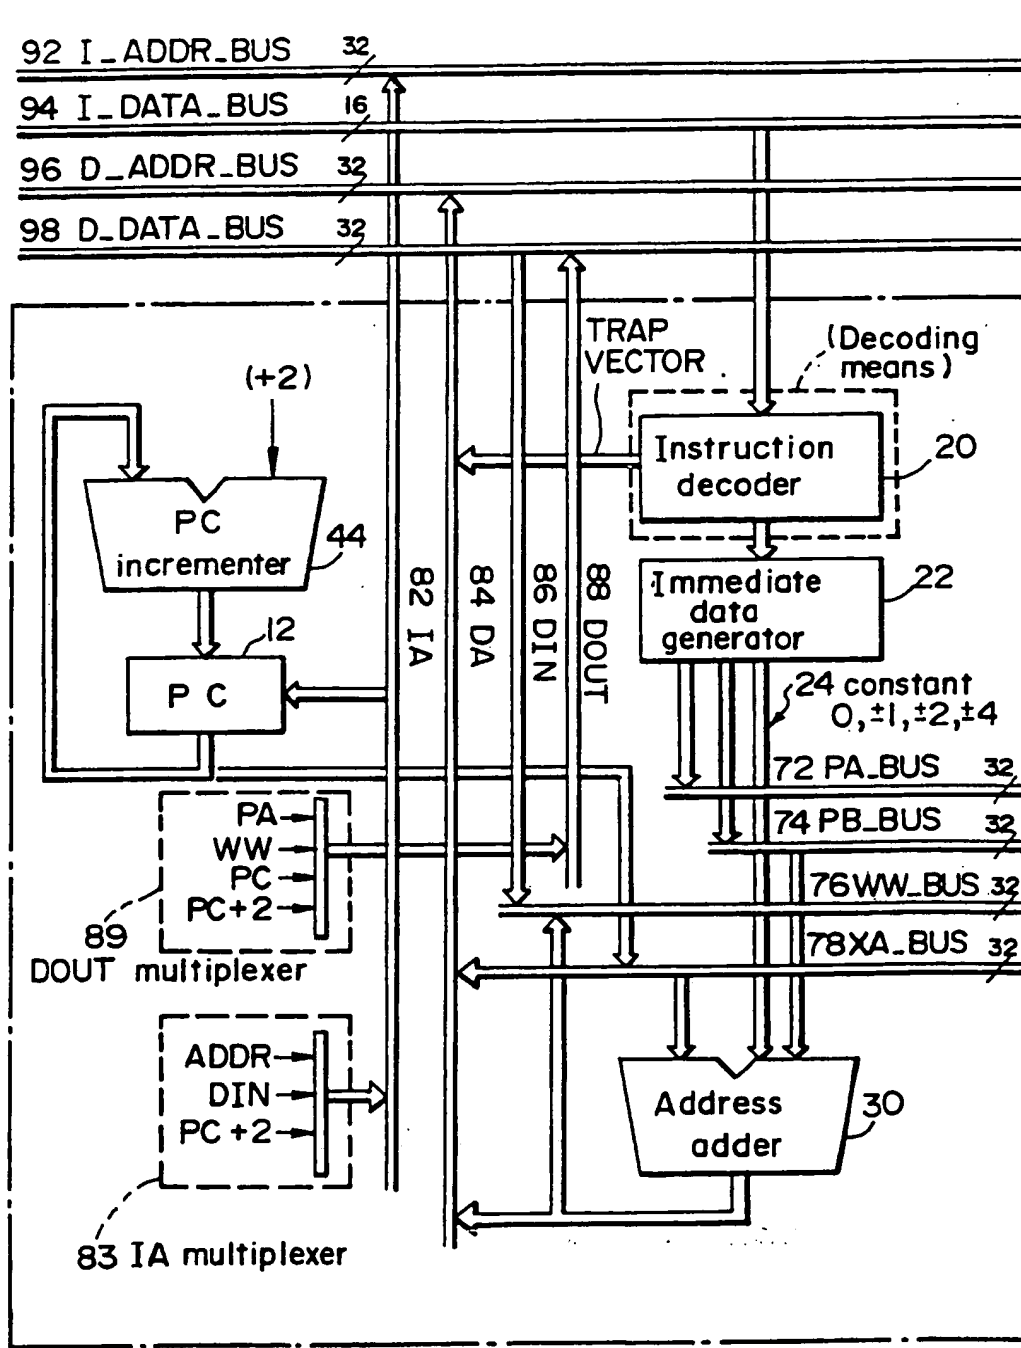 92 I_ADDR_BUS 32
94 I_DATA_BUS 16
96 D_ADDR_BUS 32
98 D_DATA_BUS 32
TRAP
VECTOR
(Decoding
means)
(+2)
Instruction
decoder
20
PC
incrementer
44
Immediate
data
generator
22
82 IA
84 DA
86 DIN
88 DOUT
12
PC
24 constant
0,±1,±2,±4
72 PA_BUS 32
74 PB_BUS 32
76 WW_BUS 32
78 XA_BUS 32
PA
WW
PC
PC+2
89
DOUT multiplexer
ADDR
DIN
PC+2
83 IA multiplexer
Address
adder
30